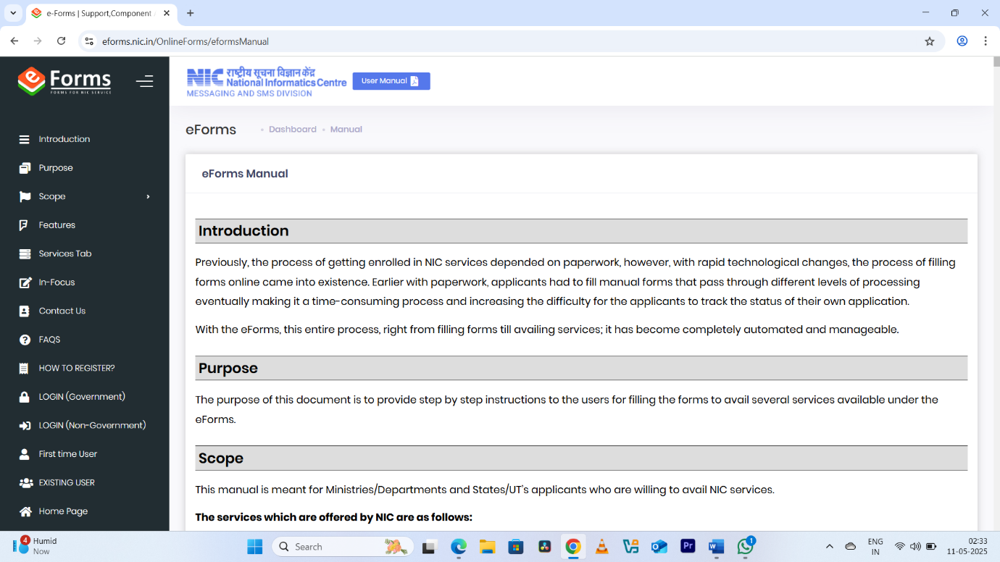 e-Forms | Support,Component
eforms.nic.in/OnlineForms/eformsManual
e Forms
FORMS FOR NIC SERVICE
Introduction
Purpose
Scope
Features
Services Tab
In-Focus
Contact Us
FAQS
HOW TO REGISTER?
LOGIN (Government)
LOGIN (Non-Government)
First time User
EXISTING USER
Home Page
NIC राष्ट्रीय सूचना विज्ञान केंद्र
National Informatics Centre
MESSAGING AND SMS DIVISION
User Manual
eForms
Dashboard
Manual
eForms Manual
Introduction
Previously, the process of getting enrolled in NIC services depended on paperwork, however, with rapid technological changes, the process of filling
forms online came into existence. Earlier with paperwork, applicants had to fill manual forms that pass through different levels of processing
eventually making it a time-consuming process and increasing the difficulty for the applicants to track the status of their own application.
With the eForms, this entire process, right from filling forms till availing services; it has become completely automated and manageable.
Purpose
The purpose of this document is to provide step by step instructions to the users for filling the forms to avail several services available under the
eForms.
Scope
This manual is meant for Ministries/Departments and States/UT's applicants who are willing to avail NIC services.
The services which are offered by NIC are as follows:
4
Humid
Now
Search
Pr
W
1
ENG
IN
02:33
11-05-2025